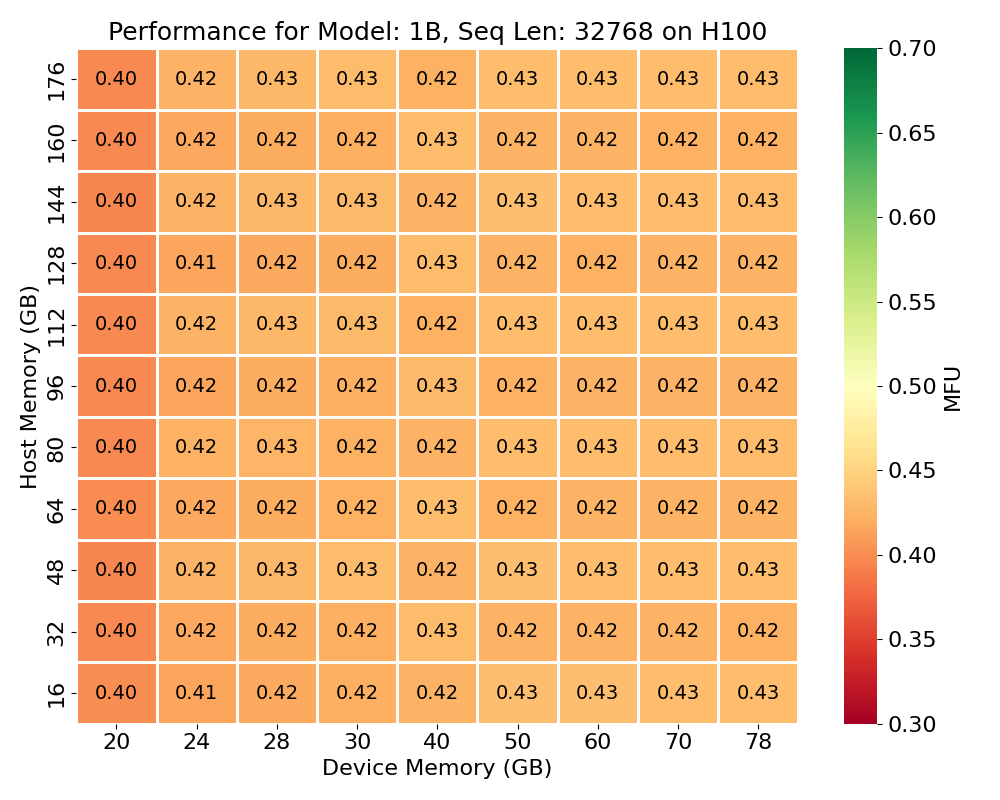 Performance for Model: 1B, Seq Len: 32768 on H100
176 0.40 0.42 0.43 0.43 0.42 0.43 0.43 0.43 0.43
160 0.40 0.42 0.42 0.42 0.43 0.42 0.42 0.42 0.42
144 0.40 0.42 0.43 0.43 0.42 0.43 0.43 0.43 0.43
128 0.40 0.41 0.42 0.42 0.43 0.42 0.42 0.42 0.42
112 0.40 0.42 0.43 0.43 0.42 0.43 0.43 0.43 0.43
96 0.40 0.42 0.42 0.42 0.43 0.42 0.42 0.42 0.42
80 0.40 0.42 0.43 0.42 0.42 0.43 0.43 0.43 0.43
64 0.40 0.42 0.42 0.42 0.43 0.42 0.42 0.42 0.42
48 0.40 0.42 0.43 0.43 0.42 0.43 0.43 0.43 0.43
32 0.40 0.42 0.42 0.42 0.43 0.42 0.42 0.42 0.42
16 0.40 0.41 0.42 0.42 0.42 0.43 0.43 0.43 0.43
20 24 28 30 40 50 60 70 78
Device Memory (GB)
Host Memory (GB)
0.70
0.65
0.60
0.55
0.50
0.45
0.40
0.35
0.30
MFU